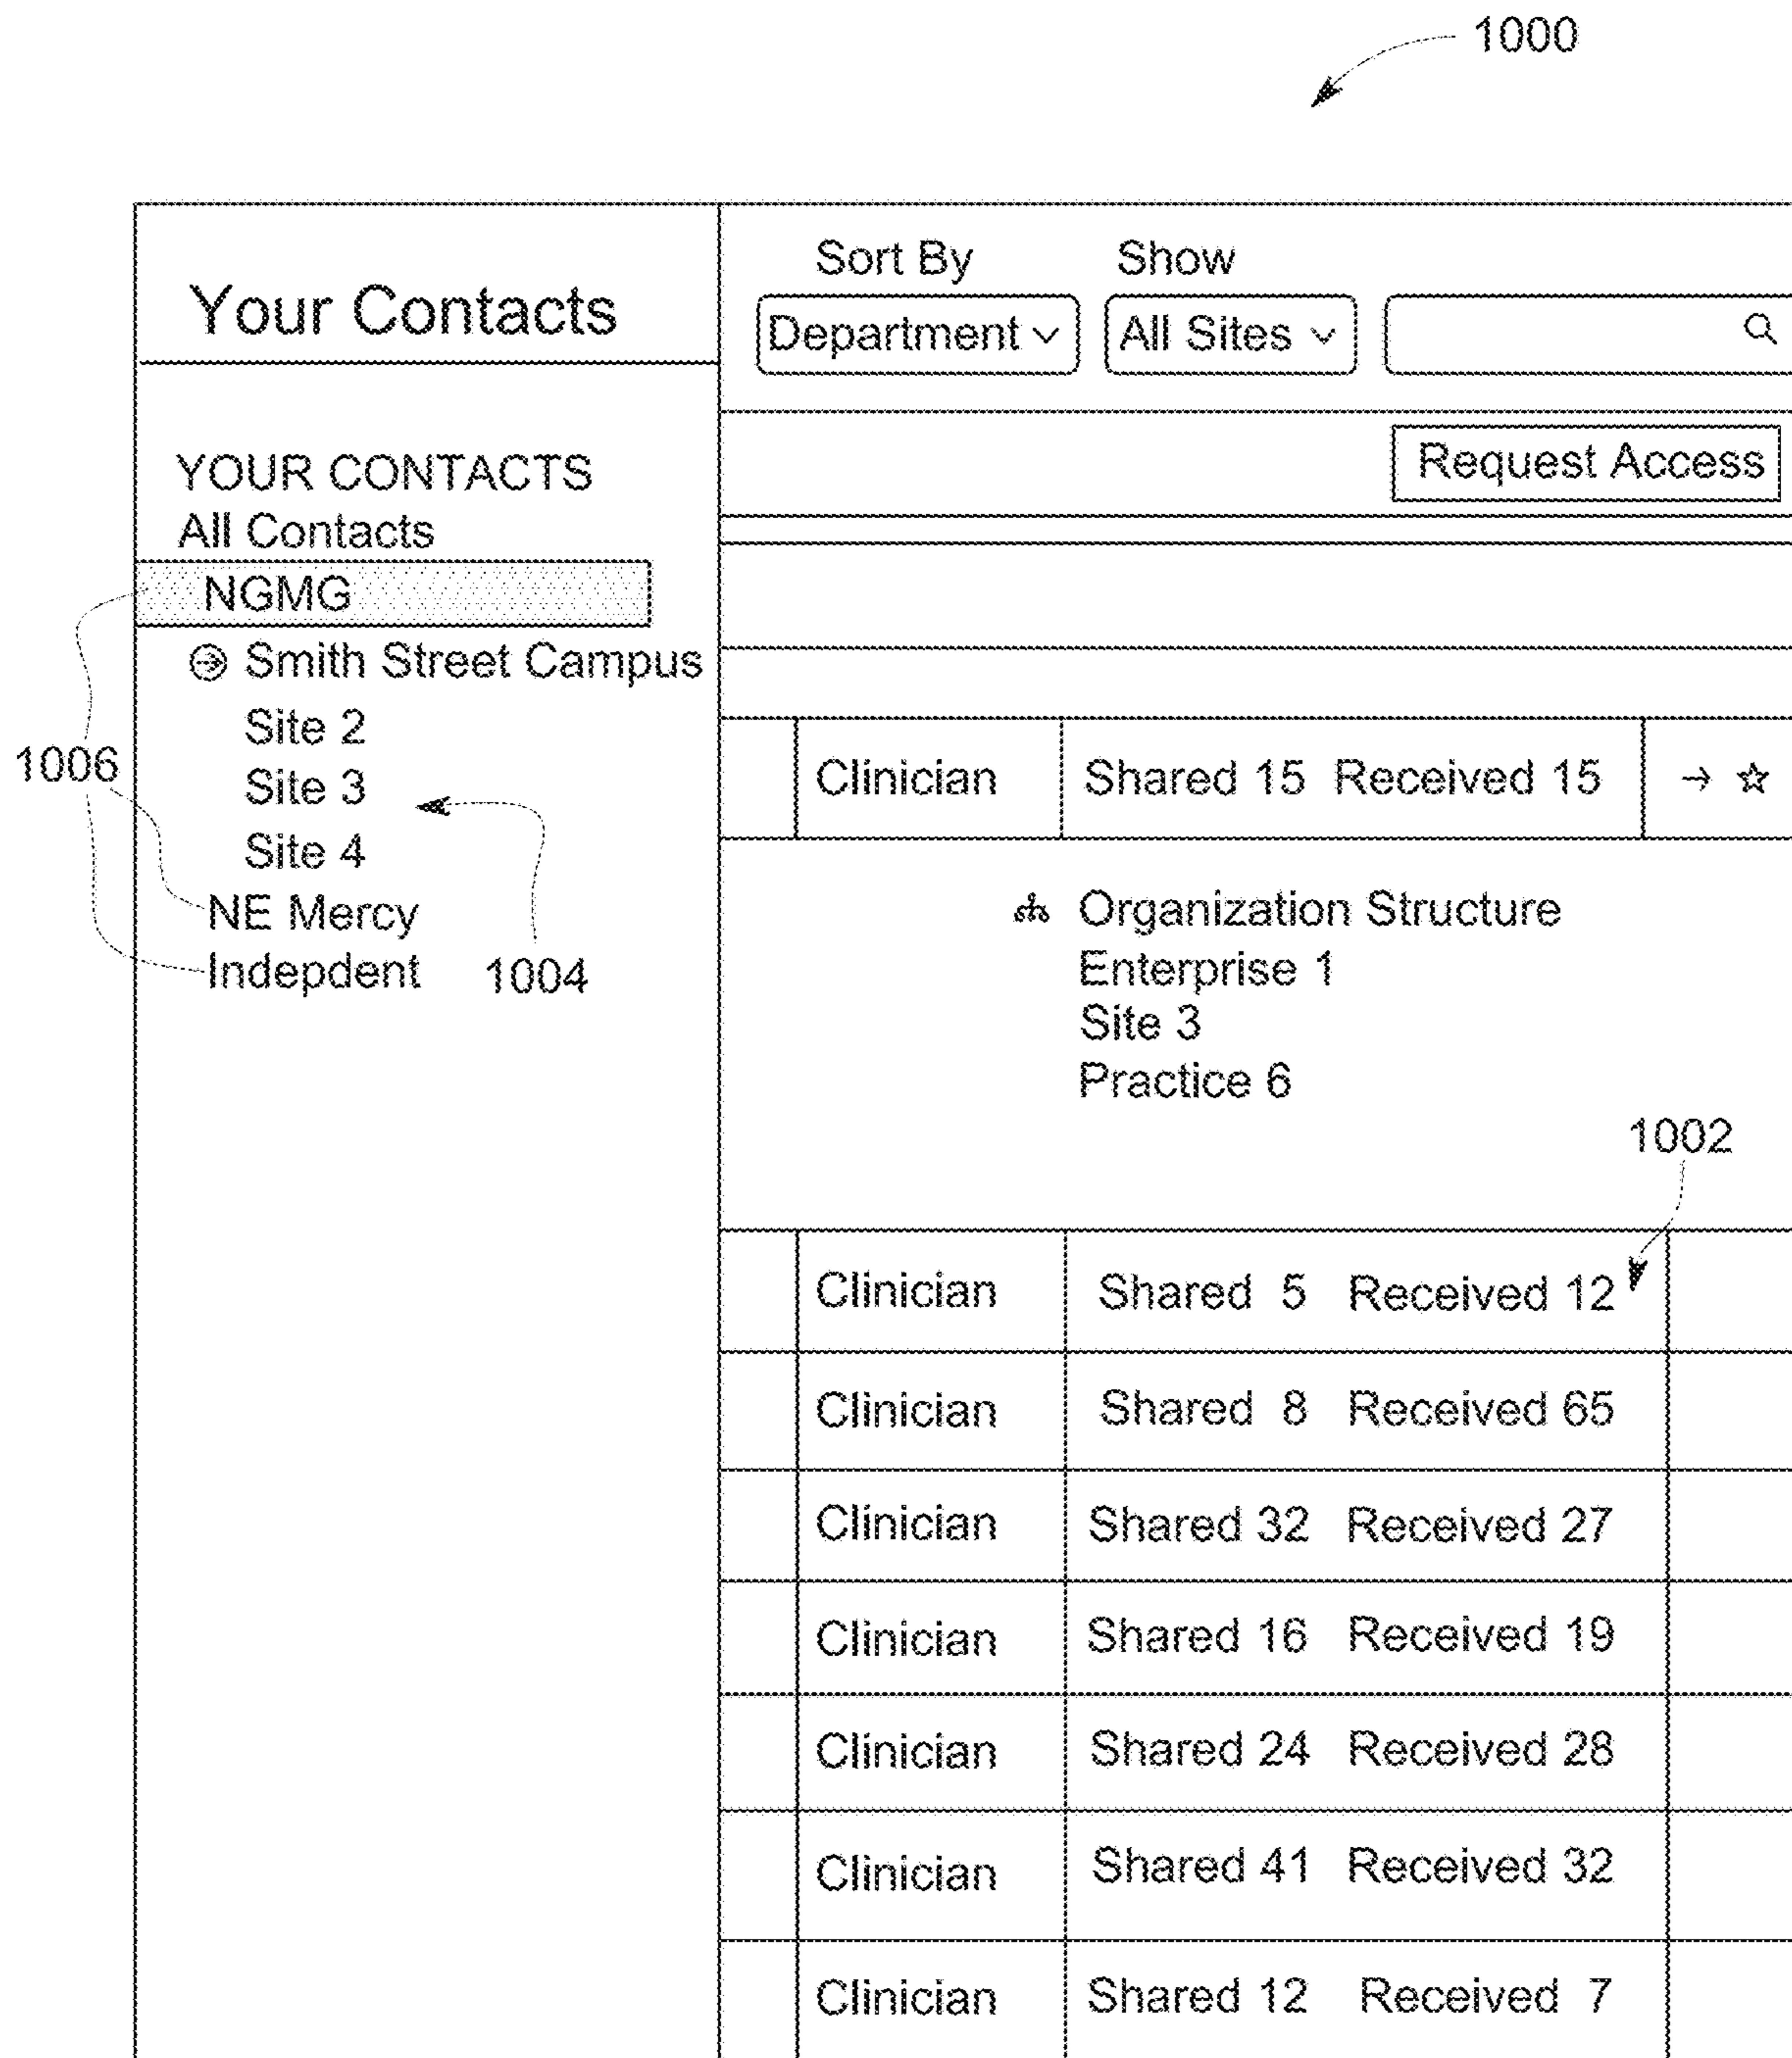 1000
Your Contacts
Sort By Show
Department All Sites
Request Access
YOUR CONTACTS
All Contacts
NGMG
Smith Street Campus
Site 2
1006
Site 3
Site 4
NE Mercy
Indepdent
1004
Clinician Shared 15 Received 15
Organization Structure
Enterprise 1
Site 3
Practice 6
1002
Clinician Shared 5 Received 12
Clinician Shared 8 Received 65
Clinician Shared 32 Received 27
Clinician Shared 16 Received 19
Clinician Shared 24 Received 28
Clinician Shared 41 Received 32
Clinician Shared 12 Received 7